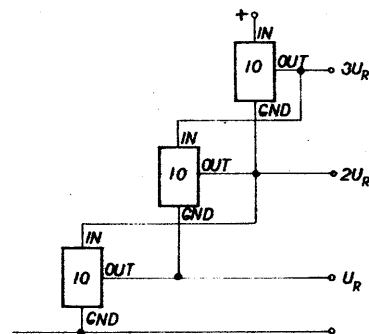 +
IN
10 OUT 3U_R
GND
IN
10 OUT 2U_R
GND
IN
10 OUT U_R
GND